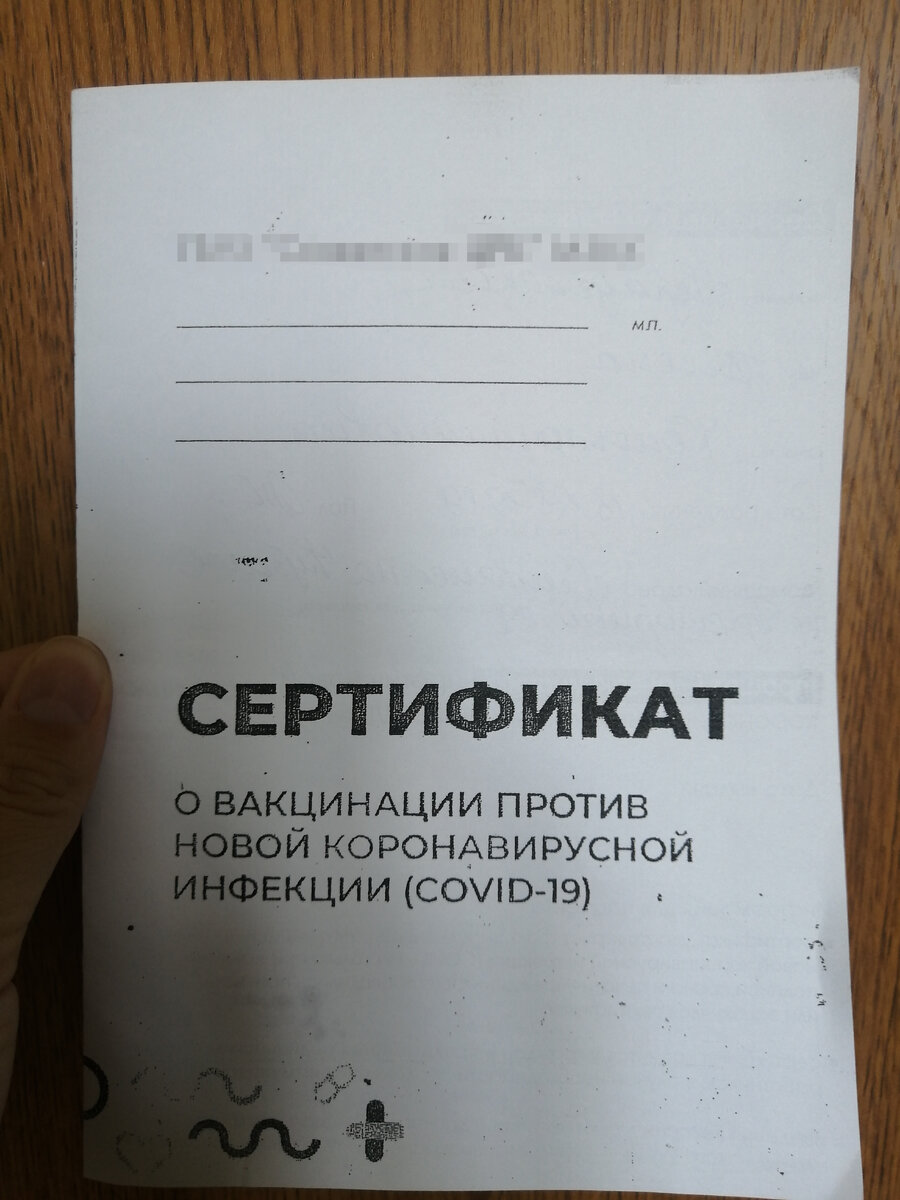 мл.
СЕРТИФИКАТ
О ВАКЦИНАЦИИ ПРОТИВ
НОВОЙ КОРОНАВИРУСНОЙ
ИНФЕКЦИИ (COVID-19)